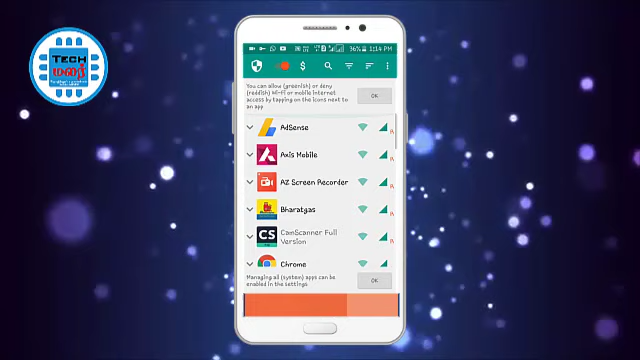 TECH
மலர்
36% 1:14 PM
$
You can allow (greenish) or deny
(reddish) Wi-Fi or mobile internet
access by tapping on the icons next to
an app
OK
AdSense
Axis Mobile
AZ Screen Recorder
Bharatgas
CS CamScanner Full
Version
Chrome
Managing all (system) apps can be
enabled in the settings
OK